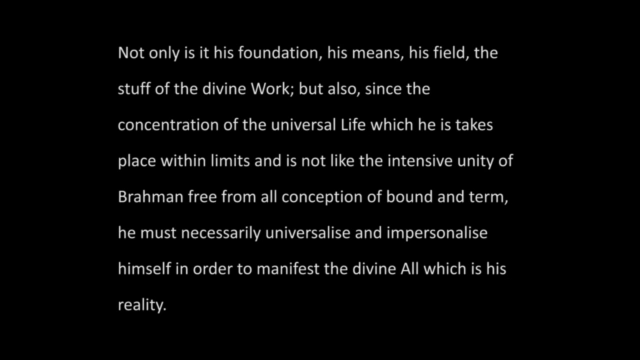 Not only is it his foundation, his means, his field, the
stuff of the divine Work; but also, since the
concentration of the universal Life which he is takes
place within limits and is not like the intensive unity of
Brahman free from all conception of bound and term,
he must necessarily universalise and impersonalise
himself in order to manifest the divine All which is his
reality.